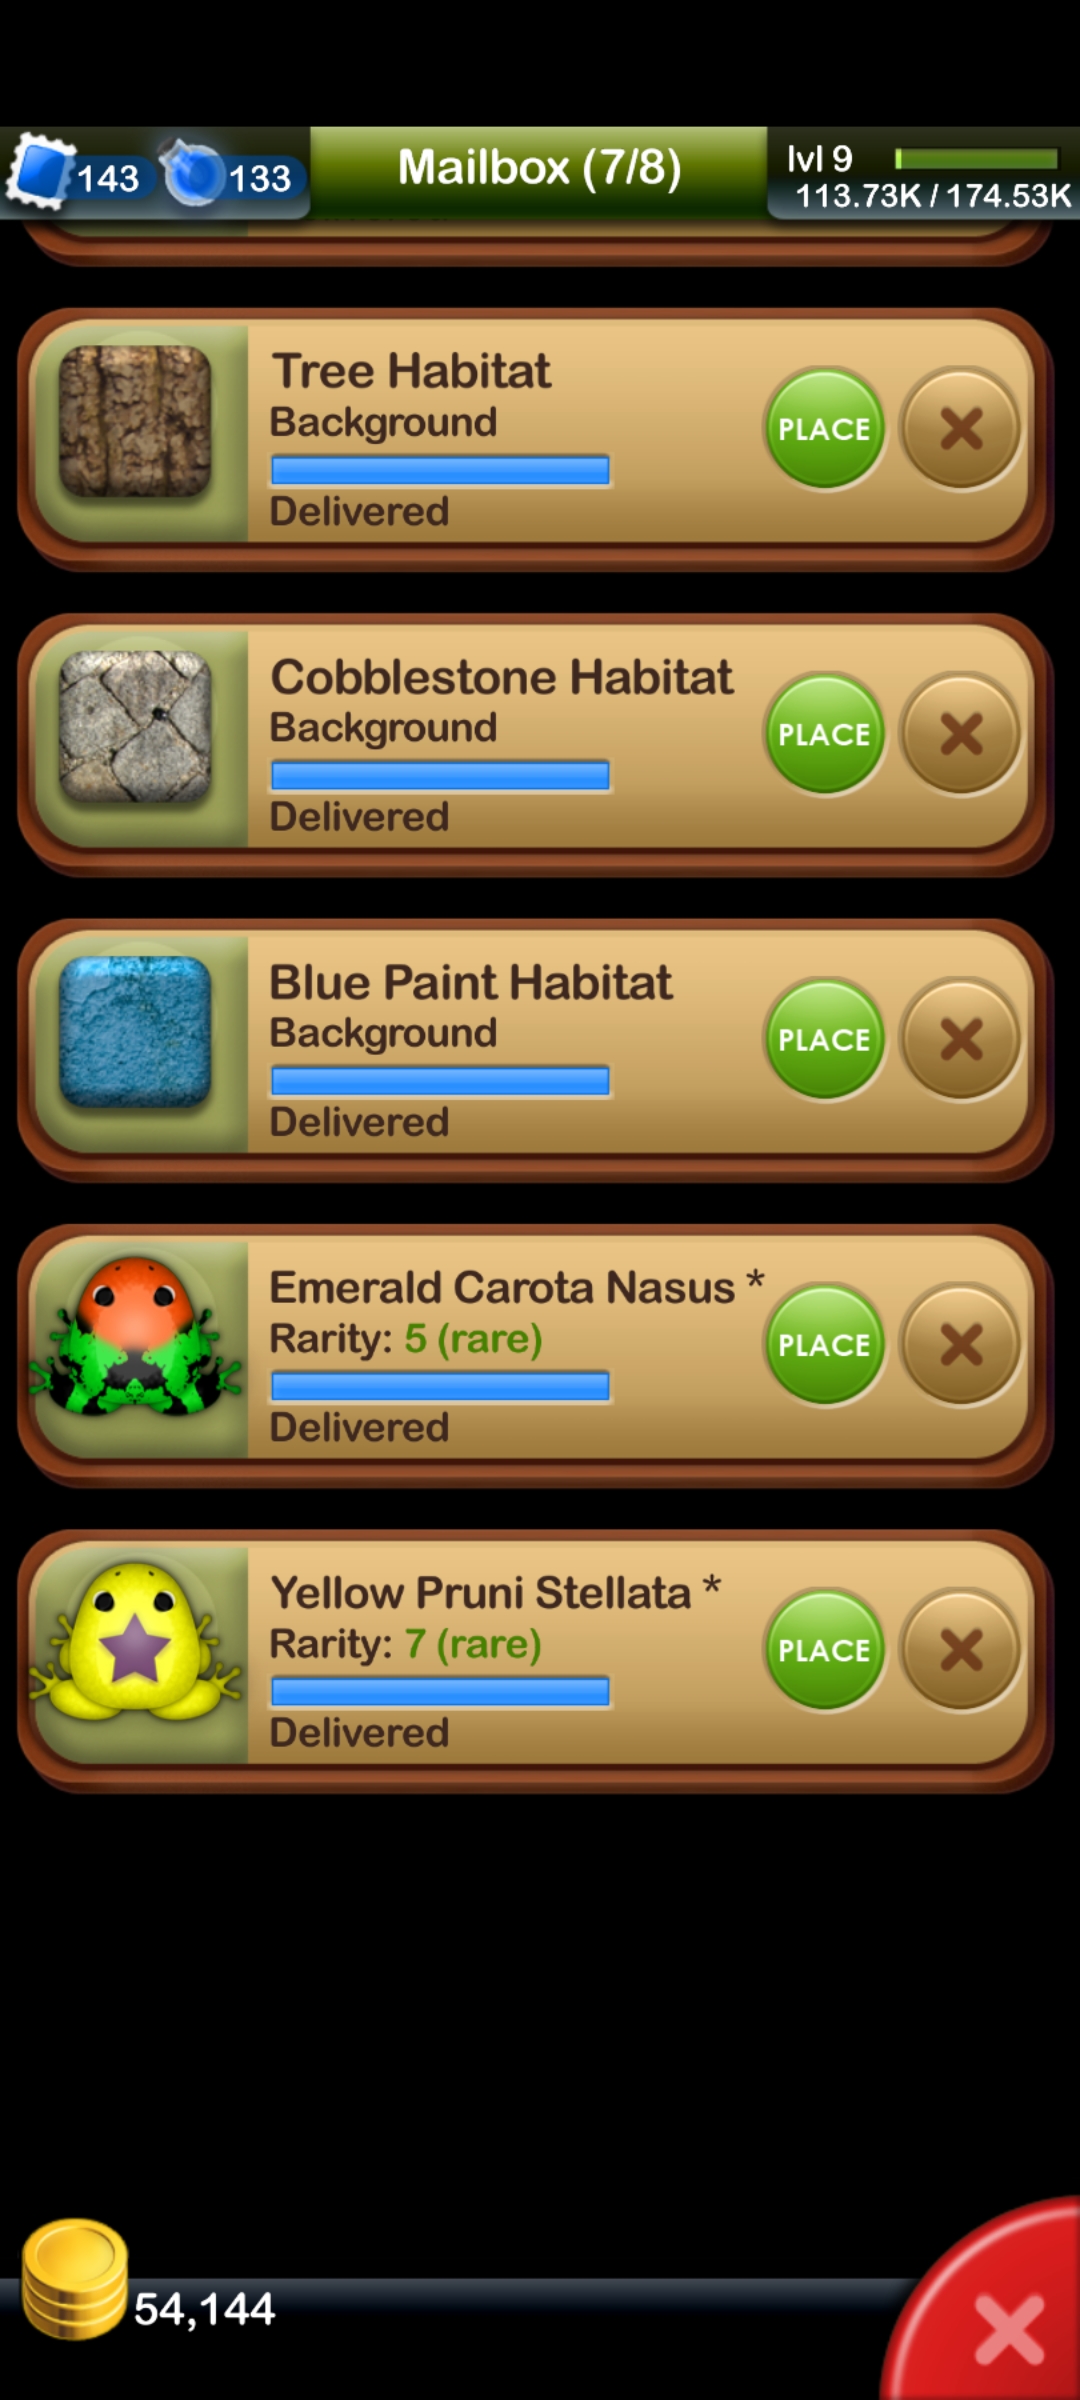 143 133 Mailbox (7/8) lvl 9
113.73K / 174.53K
Tree Habitat
Background
PLACE
Delivered
Cobblestone Habitat
Background
PLACE
Delivered
Blue Paint Habitat
Background
PLACE
Delivered
Emerald Carota Nasus *
Rarity: 5 (rare)
PLACE
Delivered
Yellow Pruni Stellata *
Rarity: 7 (rare)
PLACE
Delivered
54,144